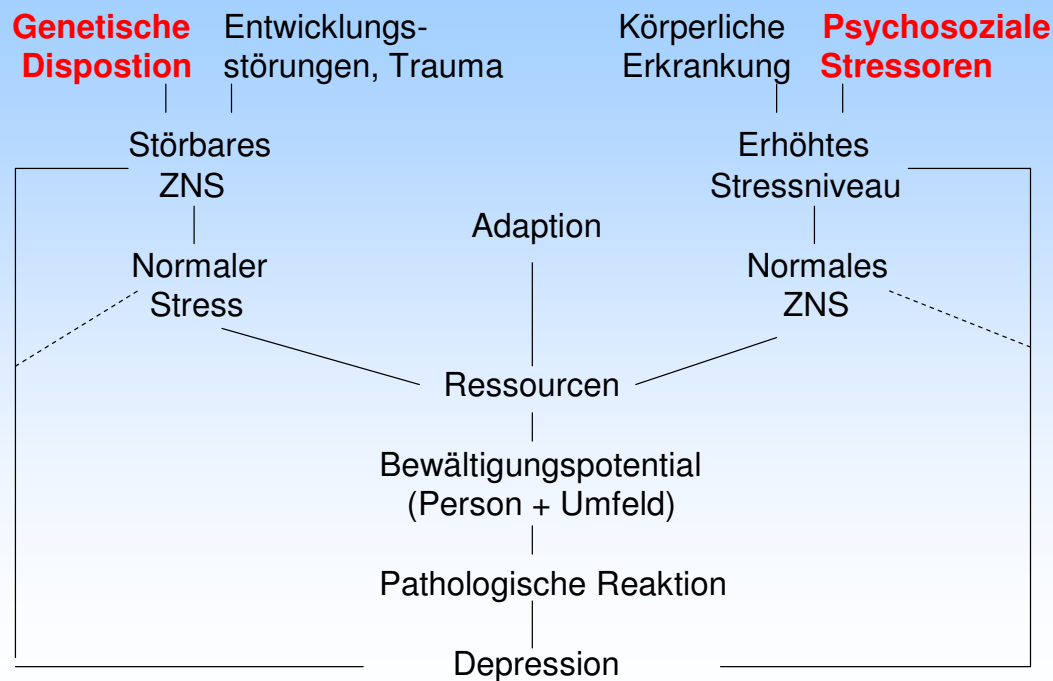 Genetische
Dispostion
Entwicklungs-
störungen, Trauma
Körperliche
Erkrankung
Psychosoziale
Stressoren
Störbares
ZNS
Erhöhtes
Stressniveau
Adaption
Normaler
Stress
Normales
ZNS
Ressourcen
Bewältigungspotential
(Person + Umfeld)
Pathologische Reaktion
Depression